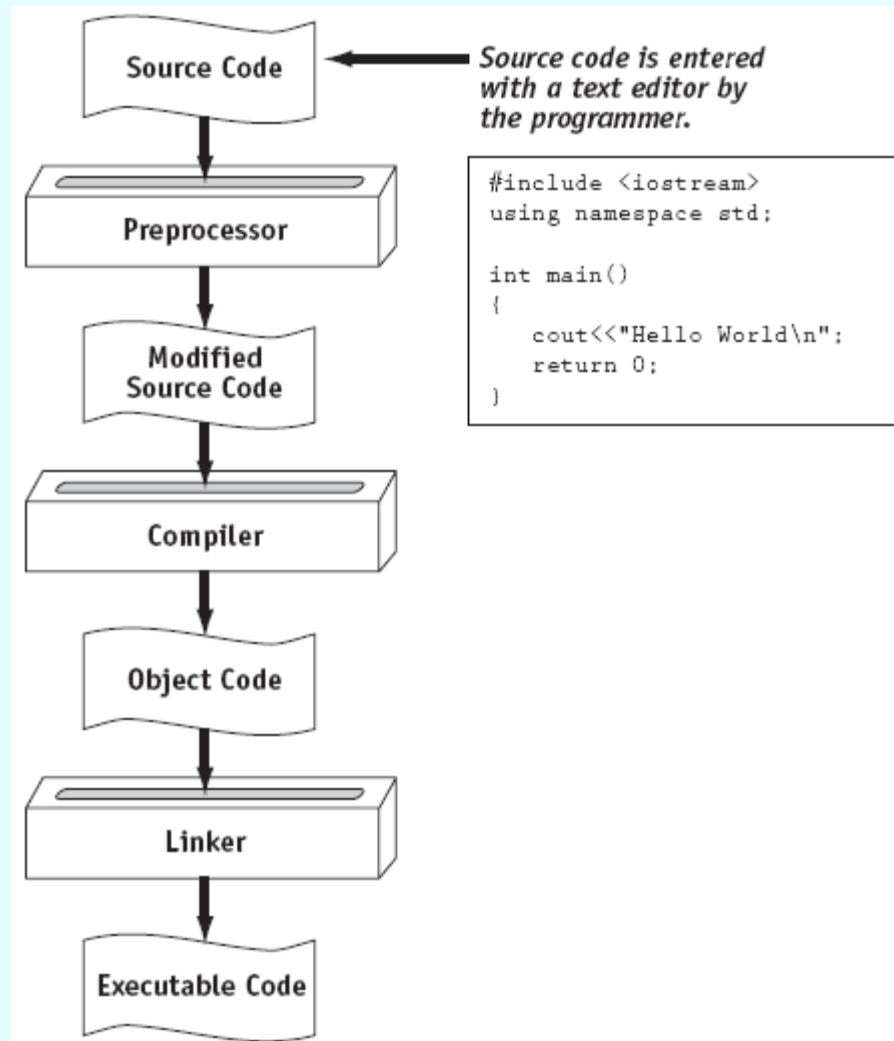 Source Code
Source code is entered
with a text editor by
the programmer.
#include <iostream>
using namespace std;
int main()
{
cout<<"Hello World\n";
return 0;
}
Preprocessor
Modified
Source Code
Compiler
Object Code
Linker
Executable Code